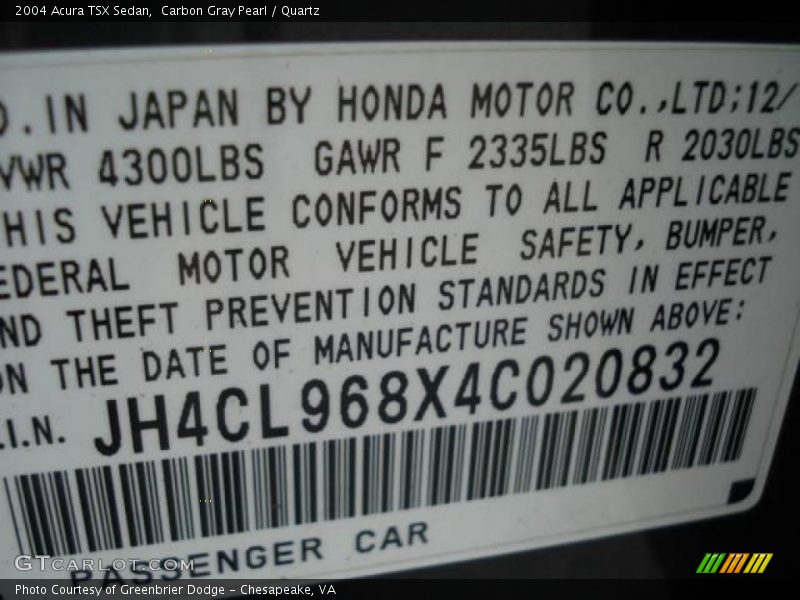 2004 Acura TSX Sedan,  Carbon Gray Pearl / Quartz
D.IN JAPAN BY HONDA MOTOR CO.,LTD;12/
VWR 4300LBS GAWR F 2335LBS R 2030LBS
HIS VEHICLE CONFORMS TO ALL APPLICABLE
EDERAL MOTOR VEHICLE SAFETY, BUMPER,
ND THEFT PREVENTION STANDARDS IN EFFECT
ON THE DATE OF MANUFACTURE SHOWN ABOVE:
.I.N. JH4CL968X4C020832
PASSENGER CAR
GTcarlot.com
Photo Courtesy of Greenbrier Dodge - Chesapeake, VA